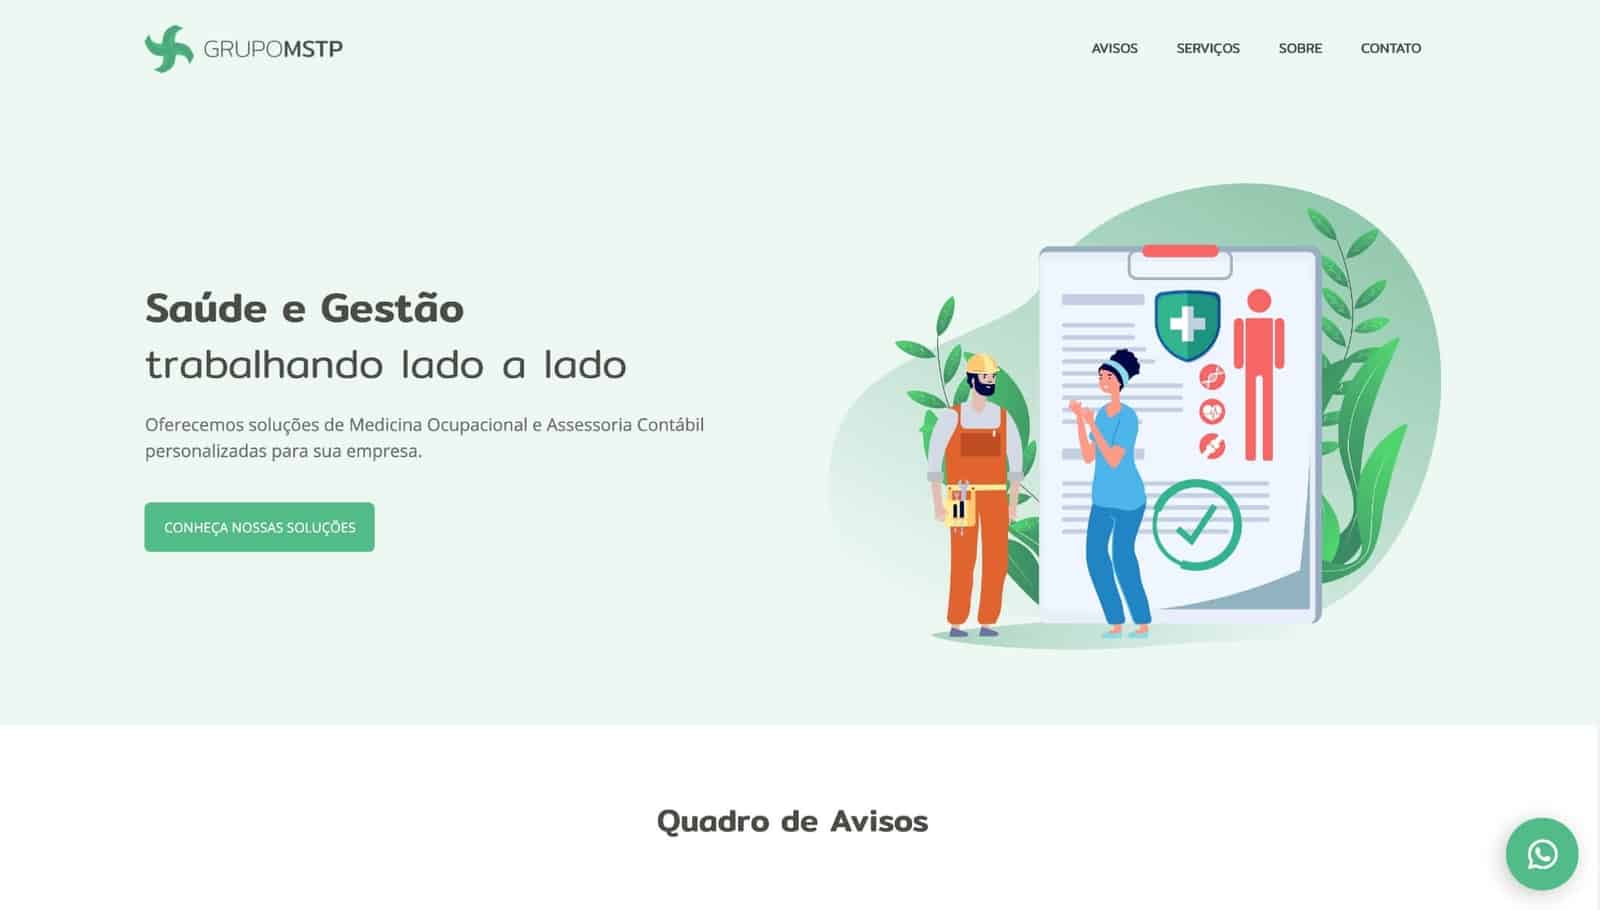 GRUPOMSTP
AVISOS
SERVIÇOS
SOBRE
CONTATO
Saúde e Gestão
trabalhando lado a lado
Oferecemos soluções de Medicina Ocupacional e Assessoria Contábil
personalizadas para sua empresa.
CONHEÇA NOSSAS SOLUÇÕES
Quadro de Avisos